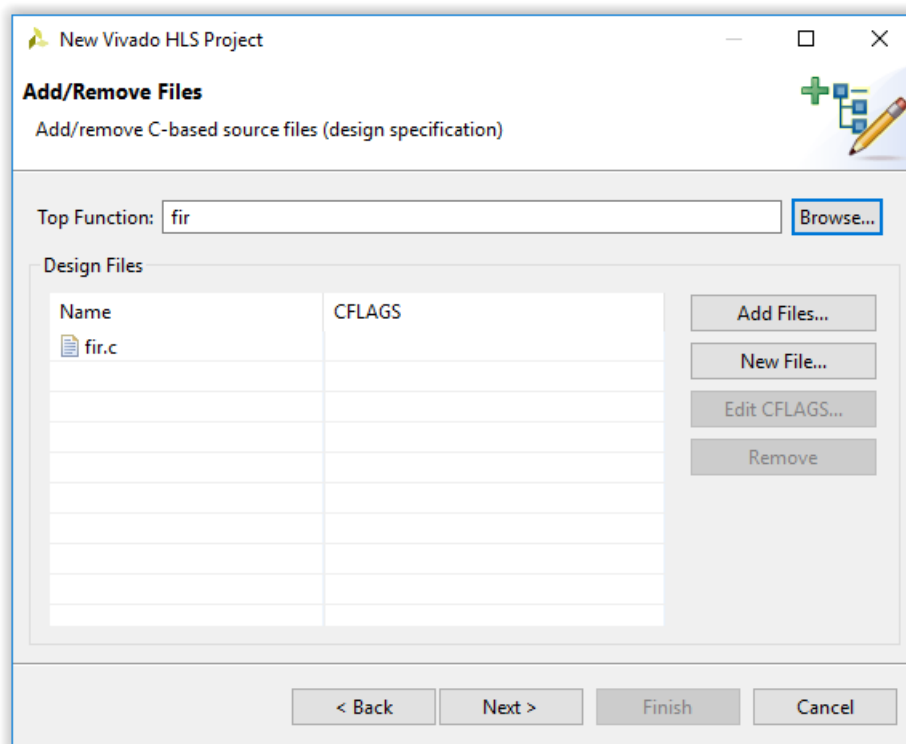 New Vivado HLS Project
Add/Remove Files
Add/remove C-based source files (design specification)
Top Function: fir Browse...
Design Files
Name CFLAGS Add Files...
fir.c
New File...
Edit CFLAGS...
Remove
< Back Next > Finish Cancel